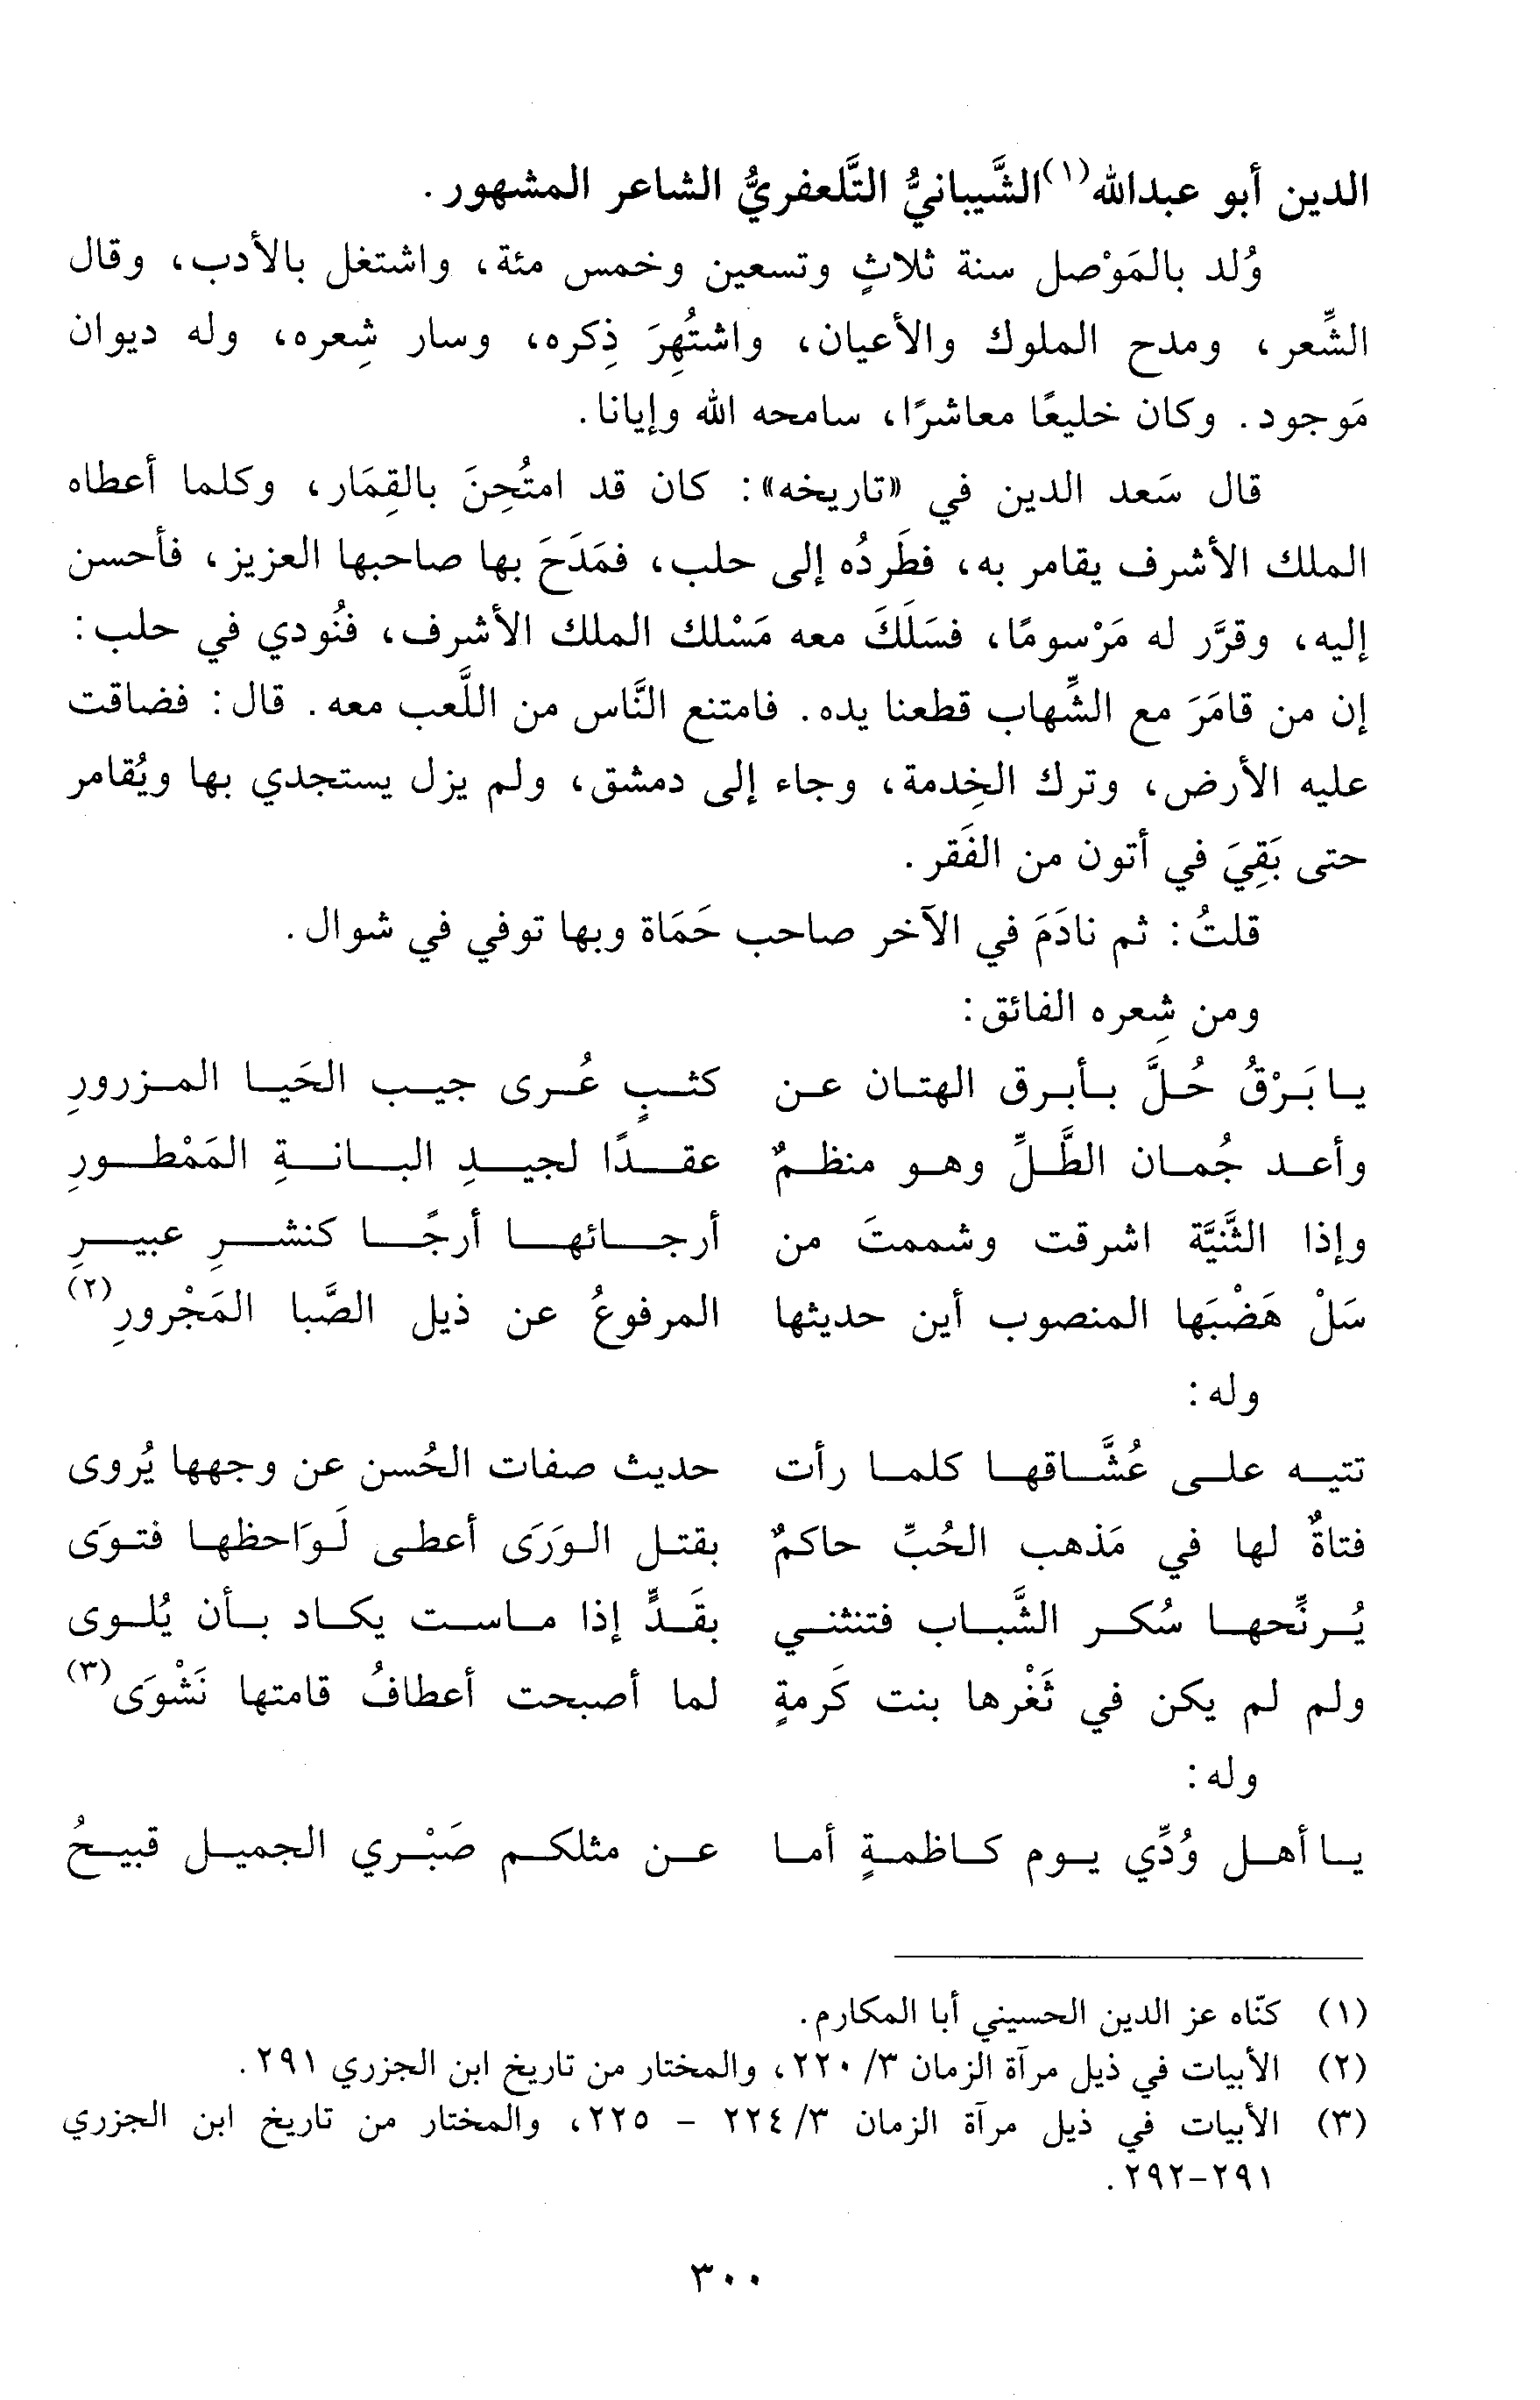 الدين أبو عبدالله(١) الشَّيبانيُّ التَّلعفريُّ الشاعر المشهور.
وُلد بالمَوْصل سنة ثلاثٍ وتسعين وخمس مئة، واشتغل بالأدب، وقال
الشِّعر، ومدح الملوك والأعيان، واشتُهِرَ ذِكره، وسار شِعره، وله ديوان
مَوجود. وكان خليعًا معاشرًا، سامحه الله وإيانا.
قال سَعد الدين في «تاريخه»: كان قد امتُحِنَ بالقِمَار، وكلما أعطاه
الملك الأشرف يقامر به، فطَردُه إلى حلب، فمَدَحَ بها صاحبها العزيز، فأحسن
إليه، وقرَّر له مَرْسومًا، فسَلَكَ معه مَسْلك الملك الأشرف، فنُودي في حلب:
إن من قامَرَ مع الشِّهاب قطعنا يده. فامتنع النَّاس من اللَّعب معه. قال: فضاقت
عليه الأرض، وترك الخِدمة، وجاء إلى دمشق، ولم يزل يستجدي بها ويُقامر
حتى بَقِيَ في أتون من الفَقر.
قلتُ: ثم نادَمَ في الآخر صاحب حَمَاة وبها توفي في شوال.
ومن شِعره الفائق:
يا بَرْقُ حُلَّ بأبرق الهتان عن كثبٍ عُرى جيب الحَيا المزرورِ
وأعد جُمان الطَّلِّ وهو منظمٌ عقدًا لجيدِ البانةِ المَمْطورِ
وإذا الثَّنيَّة اشرقت وشممتَ من أرجائها أرجًا كنشرِ عبيرِ
سَلْ هَضْبَها المنصوب أين حديثها المرفوعُ عن ذيل الصَّبا المَجْرورِ(٢)
وله:
تتيه على عُشَّاقها كلما رأت حديث صفات الحُسن عن وجهها يُروى
فتاةٌ لها في مَذهب الحُبِّ حاكمٌ بقتل الوَرَى أعطى لَوَاحظها فتوَى
يُرنِّحها سُكر الشَّباب فتنثني بقَدٍّ إذا ماست يكاد بأن يُلوى
ولم لم يكن في ثَغْرها بنت كَرمةٍ لما أصبحت أعطافُ قامتها نَشْوَى(٣)
وله:
يا أهل وُدِّي يوم كاظمةٍ أما عن مثلكم صَبْري الجميل قبيحُ
(١) كنّاه عز الدين الحسيني أبا المكارم.
(٢) الأبيات في ذيل مرآة الزمان ٣/ ٢٢٠، والمختار من تاريخ ابن الجزري ٢٩١.
(٣) الأبيات في ذيل مرآة الزمان ٣/ ٢٢٤ - ٢٢٥، والمختار من تاريخ ابن الجزري
٢٩١-٢٩٢.
٣٠٠